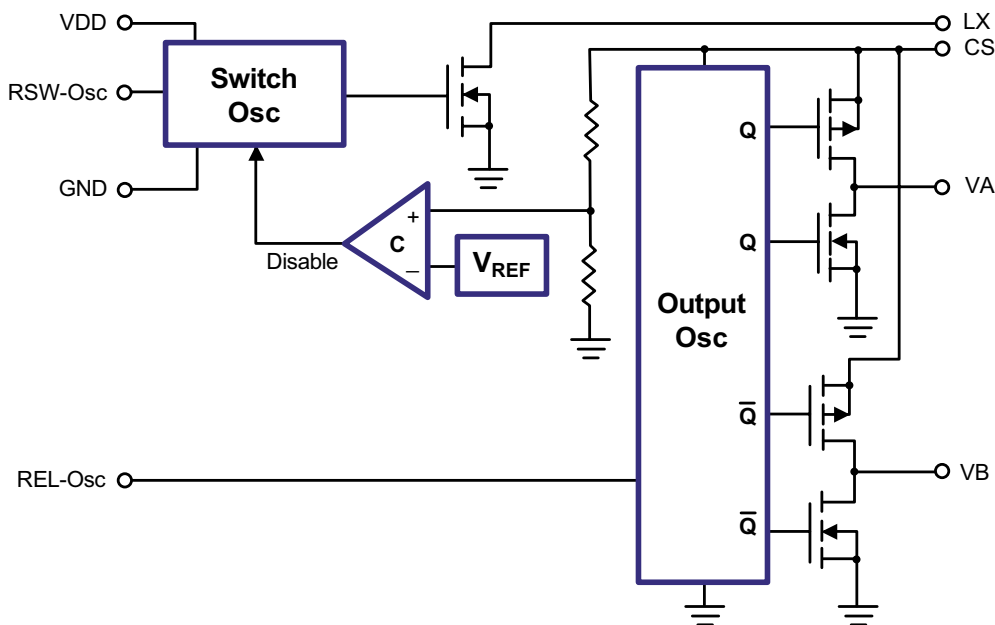 VDD
LX
CS
Switch
Osc
RSW-Osc
Q
GND
VA
+
C
–
VREF
Disable
Q
Output
Osc
Q̅
REL-Osc
VB
Q̅